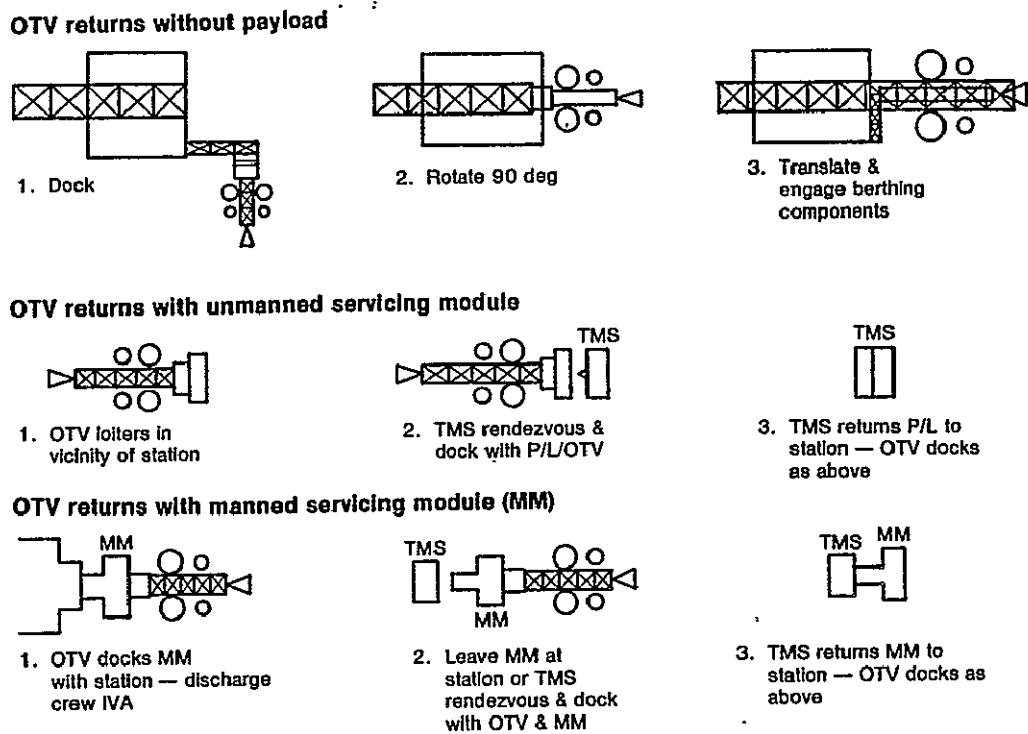 OTV returns without payload
1. Dock
2. Rotate 90 deg
3. Translate &
engage berthing
components
OTV returns with unmanned servicing module
TMS
TMS
1. OTV loiters in
vicinity of station
2. TMS rendezvous &
dock with P/L/OTV
3. TMS returns P/L to
station — OTV docks
as above
OTV returns with manned servicing module (MM)
MM
TMS
MM
TMS
MM
1. OTV docks MM
with station — discharge
crew IVA
2. Leave MM at
station or TMS
rendezvous & dock
with OTV & MM
3. TMS returns MM to
station — OTV docks as
above